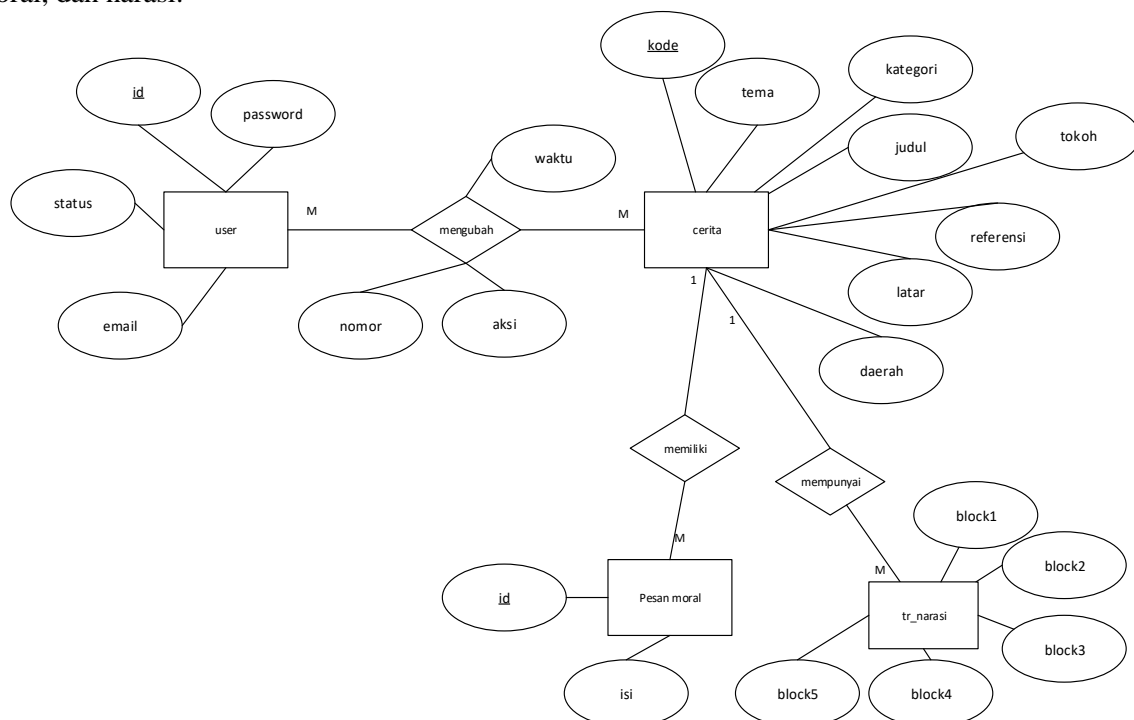 oral, dan narasi.
kode
kategori
id
tema
password
tokoh
waktu
judul
status
M
M
user
mengubah
cerita
referensi
1
latar
email
nomor
aksi
1
daerah
memiliki
mempunyai
block1
M
block2
M
id
Pesan moral
tr_narasi
block3
isi
block5
block4